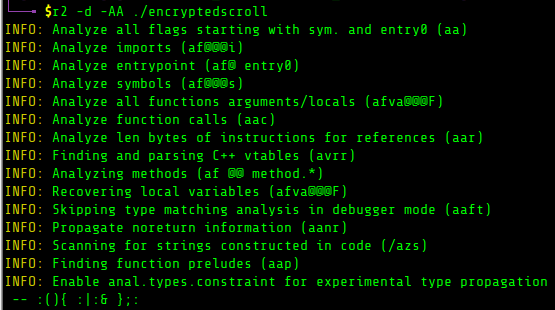 $r2 -d -AA ./encryptedscroll
INFO: Analyze all flags starting with sym. and entry0 (aa)
INFO: Analyze imports (af@@@i)
INFO: Analyze entrypoint (af@ entry0)
INFO: Analyze symbols (af@@@s)
INFO: Analyze all functions arguments/locals (afva@@@F)
INFO: Analyze function calls (aac)
INFO: Analyze len bytes of instructions for references (aar)
INFO: Finding and parsing C++ vtables (avrr)
INFO: Analyzing methods (af @@ method.*)
INFO: Recovering local variables (afva@@@F)
INFO: Skipping type matching analysis in debugger mode (aaft)
INFO: Propagate noreturn information (aanr)
INFO: Scanning for strings constructed in code (/azs)
INFO: Finding function preludes (aap)
INFO: Enable anal.types.constraint for experimental type propagation
-- :(){ :|:& };: